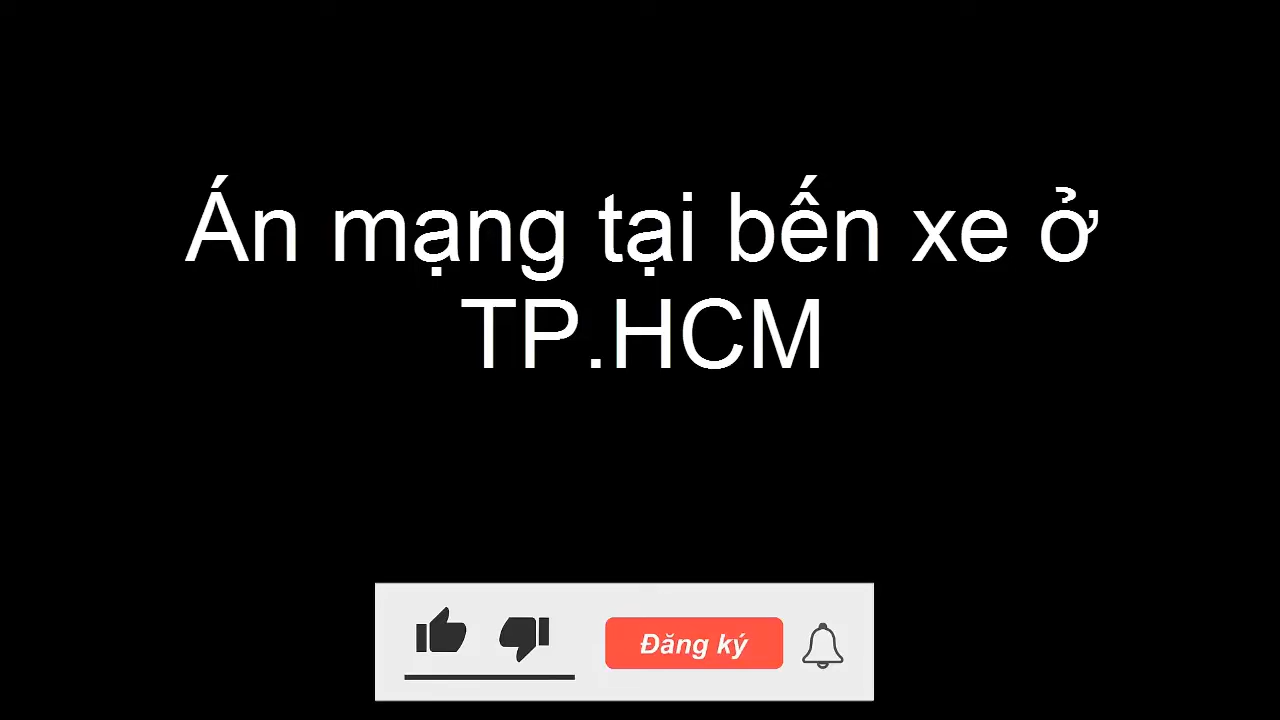 Án mạng tại bến xe ở
TP.HCM
Đăng ký